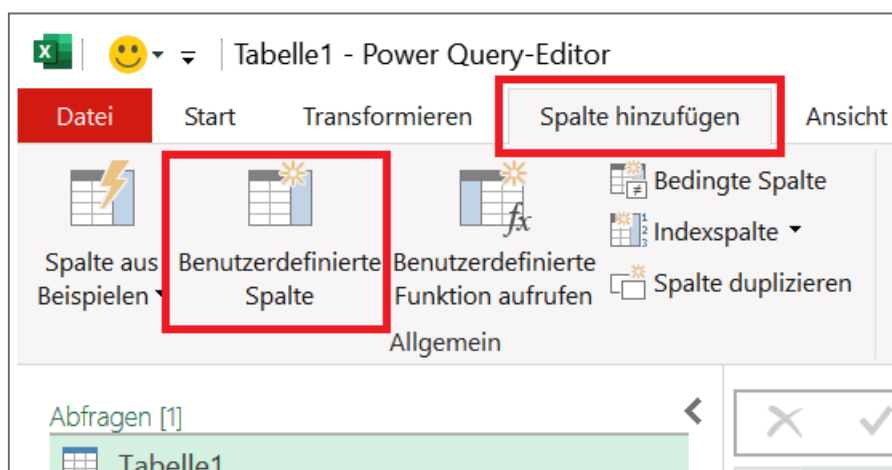 Tabelle1 - Power Query-Editor
Datei Start Transformieren Spalte hinzufügen Ansicht
Spalte aus
Beispielen
Benutzerdefinierte
Spalte
Benutzerdefinierte
Funktion aufrufen
fx
Bedingte Spalte
Indexspalte
Spalte duplizieren
Allgemein
Abfragen [1]
Tabelle1